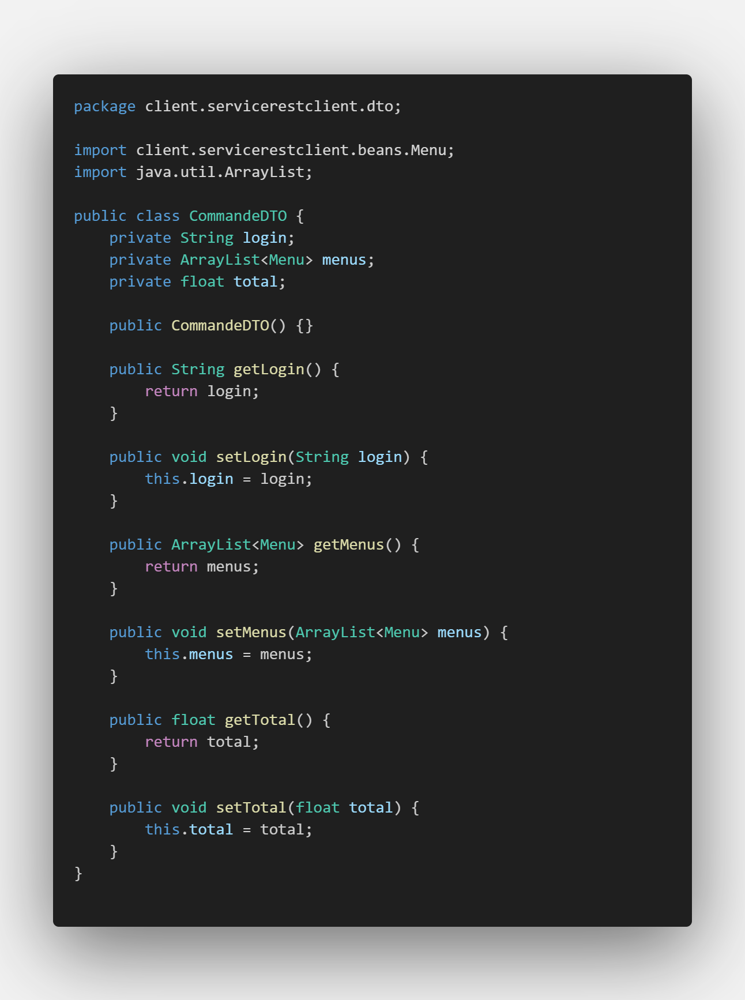 package client.servicerestclient.dto;

import client.servicerestclient.beans.Menu;
import java.util.ArrayList;

public class CommandeDTO {
    private String login;
    private ArrayList<Menu> menus;
    private float total;

    public CommandeDTO() {}

    public String getLogin() {
        return login;
    }

    public void setLogin(String login) {
        this.login = login;
    }

    public ArrayList<Menu> getMenus() {
        return menus;
    }

    public void setMenus(ArrayList<Menu> menus) {
        this.menus = menus;
    }

    public float getTotal() {
        return total;
    }

    public void setTotal(float total) {
        this.total = total;
    }
}